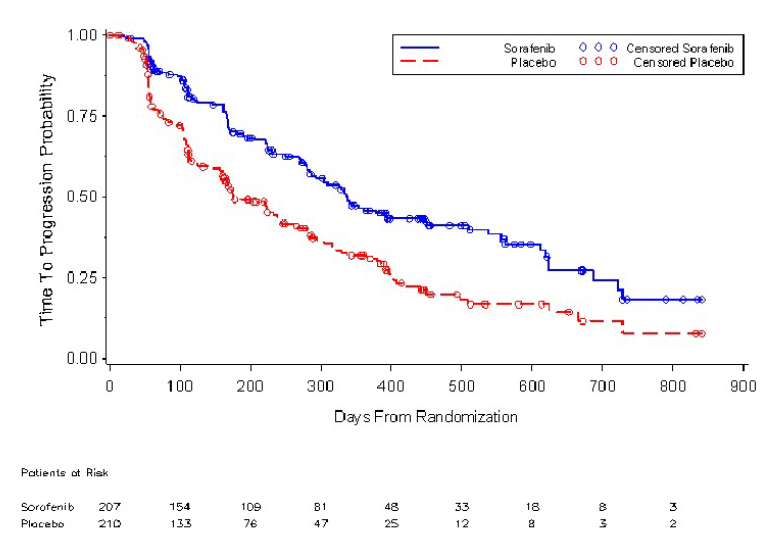 1.00
0.75
0.50
0.25
0.00
Time To Progression Probability
Sorafenib Censored Sorafenib
Placebo Censored Placebo
0 100 200 300 400 500 600 700 800 900
Days From Randomization
Patients at Risk
Sorafenib 207 154 109 81 48 33 18 8 3
Placebo 210 133 76 47 25 12 8 3 2